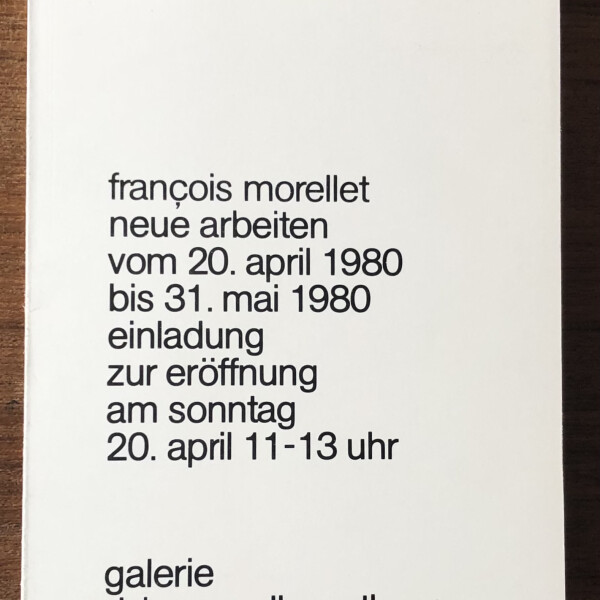 françois morellet
neue arbeiten
vom 20. april 1980
bis 31. mai 1980
einladung
zur eröffnung
am sonntag
20. april 11-13 uhr
galerie